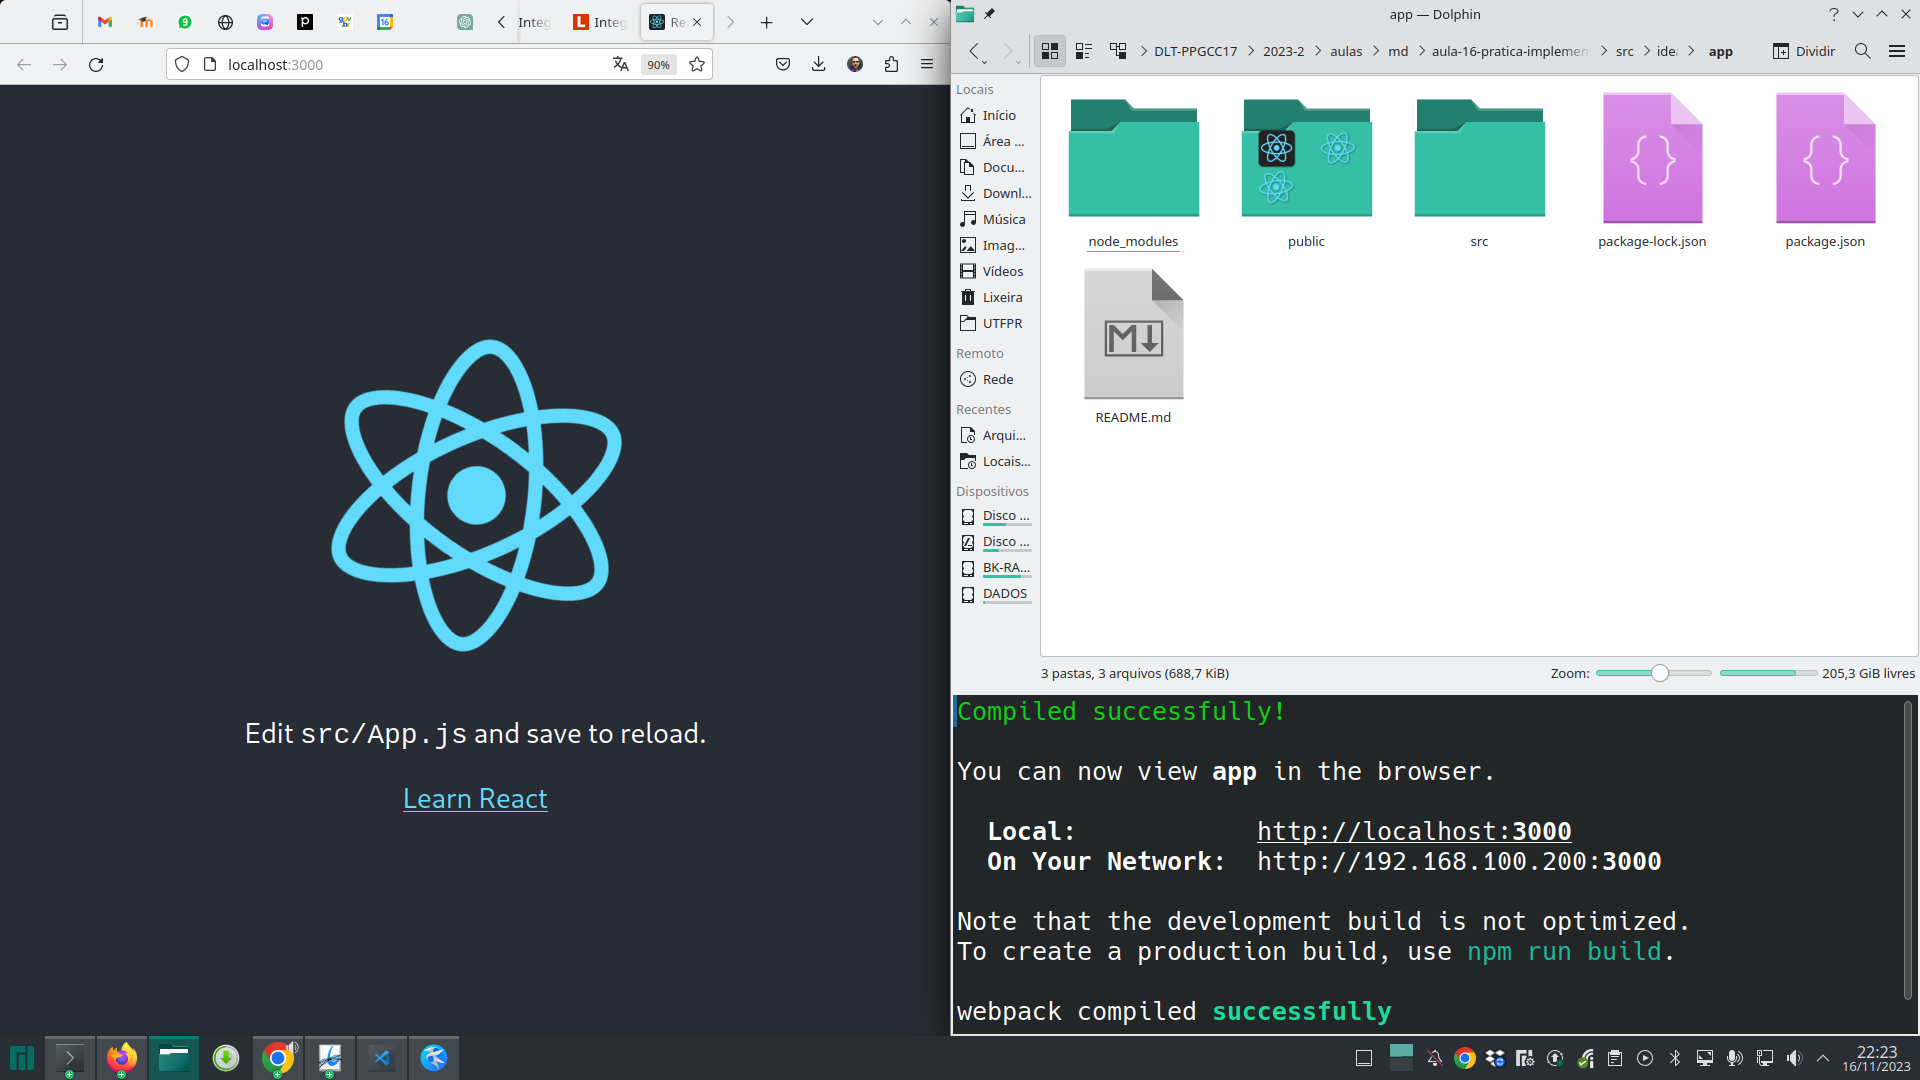 9
P
gov
br
16
Integ
L
Integ
Re
localhost:3000
90%
Edit src/App.js and save to reload.
Learn React
app — Dolphin
?
DLT-PPGCC17
2023-2
aulas
md
aula-16-pratica-implemen
src
ide
app
Dividir
Locais
Início
Área ...
Docu...
Downl...
Música
Imag...
Vídeos
Lixeira
UTFPR
Remoto
Rede
Recentes
Arqui...
Locais...
Dispositivos
Disco ...
Disco ...
BK-RA...
DADOS
node_modules
public
src
package-lock.json
package.json
README.md
3 pastas, 3 arquivos (688,7 KiB)
Zoom:
205,3 GiB livres
Compiled successfully!
You can now view app in the browser.
Local: http://localhost:3000
On Your Network: http://192.168.100.200:3000
Note that the development build is not optimized.
To create a production build, use npm run build.
webpack compiled successfully
22:23
16/11/2023